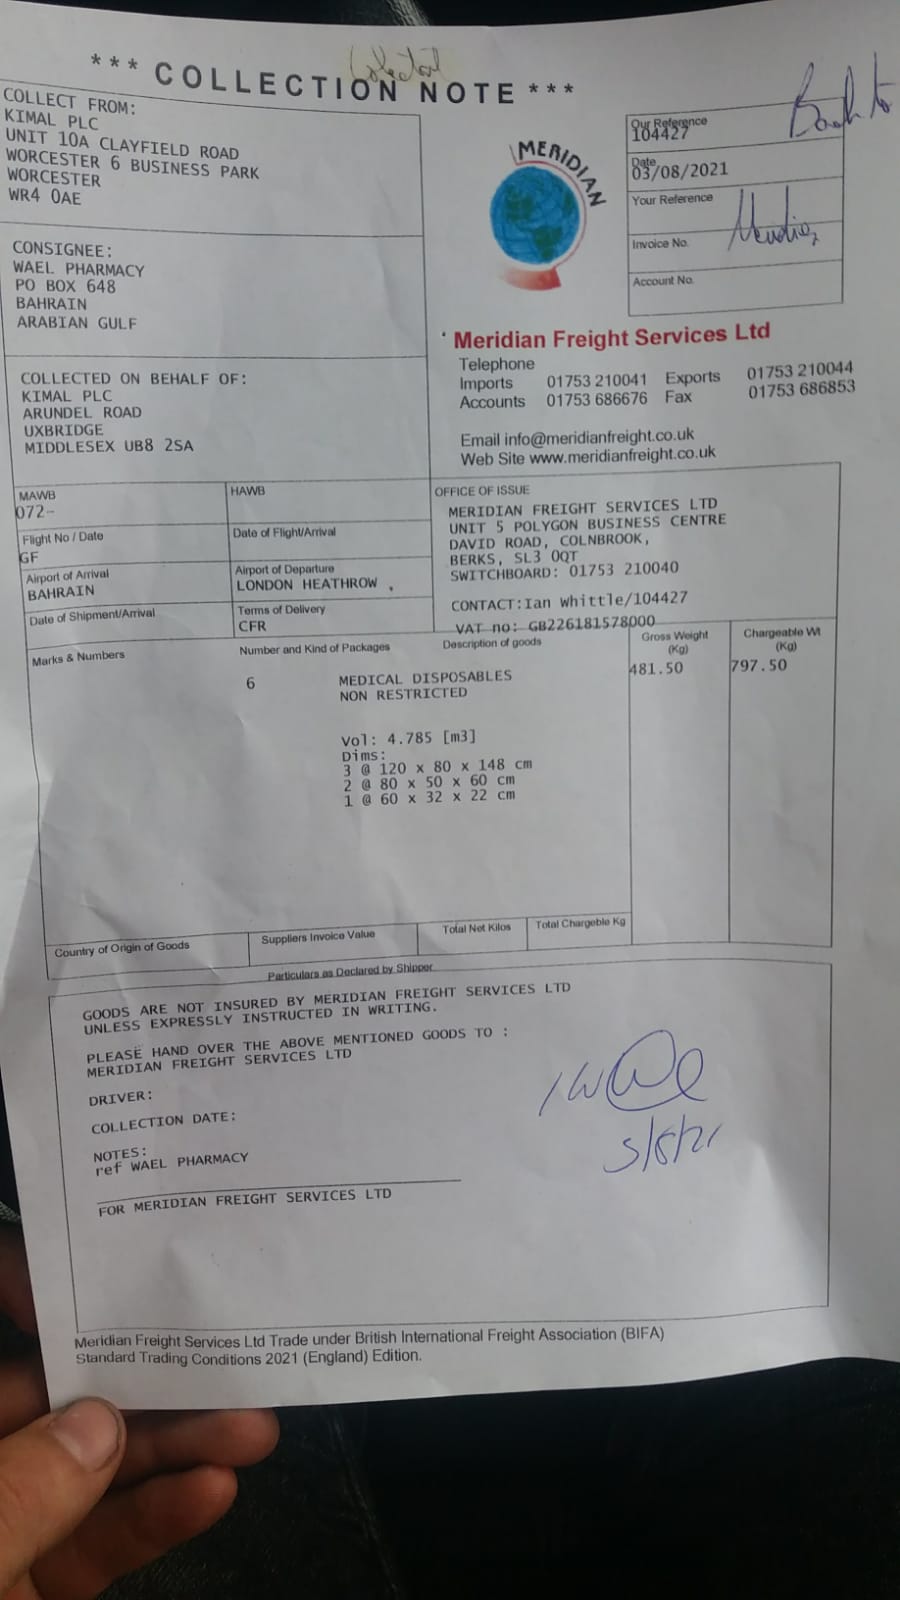 Collected
*** COLLECTION NOTE ***
Back to
Meridian
COLLECT FROM:
KIMAL PLC
UNIT 10A CLAYFIELD ROAD
WORCESTER 6 BUSINESS PARK
WORCESTER
WR4 0AE
MERIDIAN
Our Reference
104427
Date
03/08/2021
Your Reference
Invoice No.
Account No.
CONSIGNEE:
WAEL PHARMACY
PO BOX 648
BAHRAIN
ARABIAN GULF
Meridian Freight Services Ltd
Telephone
Imports 01753 210041 Exports 01753 210044
Accounts 01753 686676 Fax 01753 686853
Email info@meridianfreight.co.uk
Web Site www.meridianfreight.co.uk
COLLECTED ON BEHALF OF:
KIMAL PLC
ARUNDEL ROAD
UXBRIDGE
MIDDLESEX UB8 2SA
MAWB
072-
HAWB
Flight No / Date
GF
Date of Flight/Arrival
Airport of Arrival
BAHRAIN
Airport of Departure
LONDON HEATHROW ,
Date of Shipment/Arrival
Terms of Delivery
CFR
OFFICE OF ISSUE
MERIDIAN FREIGHT SERVICES LTD
UNIT 5 POLYGON BUSINESS CENTRE
DAVID ROAD, COLNBROOK,
BERKS, SL3 0QT
SWITCHBOARD: 01753 210040
CONTACT:Ian Whittle/104427
VAT no: GB226181578000
Marks & Numbers Number and Kind of Packages Description of goods Gross Weight (Kg) Chargeable Wt (Kg)
6 MEDICAL DISPOSABLES 481.50 797.50
NON RESTRICTED
Vol: 4.785 [m3]
Dims:
3 @ 120 x 80 x 148 cm
2 @ 80 x 50 x 60 cm
1 @ 60 x 32 x 22 cm
Country of Origin of Goods Suppliers Invoice Value Total Net Kilos Total Chargeble Kg
Particulars as Declared by Shipper
GOODS ARE NOT INSURED BY MERIDIAN FREIGHT SERVICES LTD
UNLESS EXPRESSLY INSTRUCTED IN WRITING.
PLEASE HAND OVER THE ABOVE MENTIONED GOODS TO :
MERIDIAN FREIGHT SERVICES LTD
DRIVER:
COLLECTION DATE:
5/8/21
NOTES:
ref WAEL PHARMACY
FOR MERIDIAN FREIGHT SERVICES LTD
Meridian Freight Services Ltd Trade under British International Freight Association (BIFA)
Standard Trading Conditions 2021 (England) Edition.